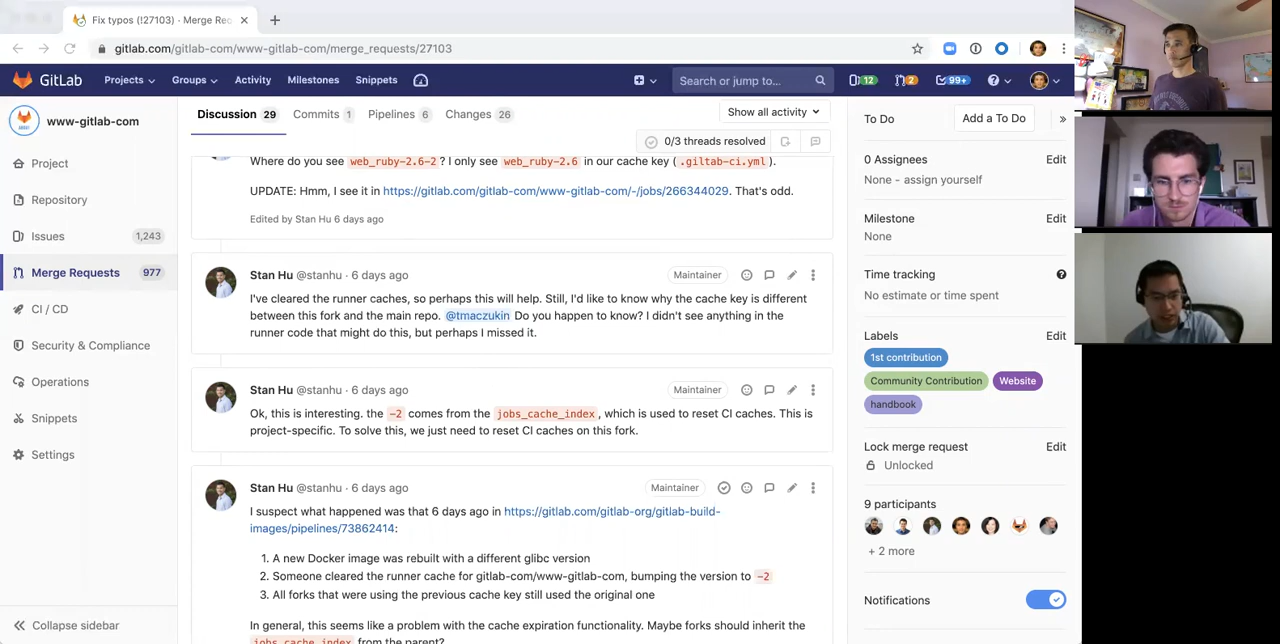 Fix typos (!27103) · Merge Rec
gitlab.com/gitlab-com/www-gitlab-com/merge_requests/27103
GitLab Projects Groups Activity Milestones Snippets Search or jump to... 12 2 99+
www-gitlab-com
Project
Repository
Issues 1,243
Merge Requests 977
CI / CD
Security & Compliance
Operations
Snippets
Settings
Collapse sidebar
Discussion 29 Commits 1 Pipelines 6 Changes 26 Show all activity
0/3 threads resolved
Where do you see web_ruby-2.6-2 ? I only see web_ruby-2.6 in our cache key ( .giltab-ci.yml ).
UPDATE: Hmm, I see it in https://gitlab.com/gitlab-com/www-gitlab-com/-/jobs/266344029. That's odd.
Edited by Stan Hu 6 days ago
Stan Hu @stanhu · 6 days ago Maintainer
I've cleared the runner caches, so perhaps this will help. Still, I'd like to know why the cache key is different
between this fork and the main repo. @tmaczukin Do you happen to know? I didn't see anything in the
runner code that might do this, but perhaps I missed it.
Stan Hu @stanhu · 6 days ago Maintainer
Ok, this is interesting. the -2 comes from the jobs_cache_index , which is used to reset CI caches. This is
project-specific. To solve this, we just need to reset CI caches on this fork.
Stan Hu @stanhu · 6 days ago Maintainer
I suspect what happened was that 6 days ago in https://gitlab.com/gitlab-org/gitlab-build-
images/pipelines/73862414:
1. A new Docker image was rebuilt with a different glibc version
2. Someone cleared the runner cache for gitlab-com/www-gitlab-com, bumping the version to -2
3. All forks that were using the previous cache key still used the original one
In general, this seems like a problem with the cache expiration functionality. Maybe forks should inherit the
jobs_cache_index from the parent?
To Do Add a To Do
0 Assignees Edit
None - assign yourself
Milestone Edit
None
Time tracking
No estimate or time spent
Labels Edit
1st contribution
Community Contribution Website
handbook
Lock merge request Edit
Unlocked
9 participants
+ 2 more
Notifications